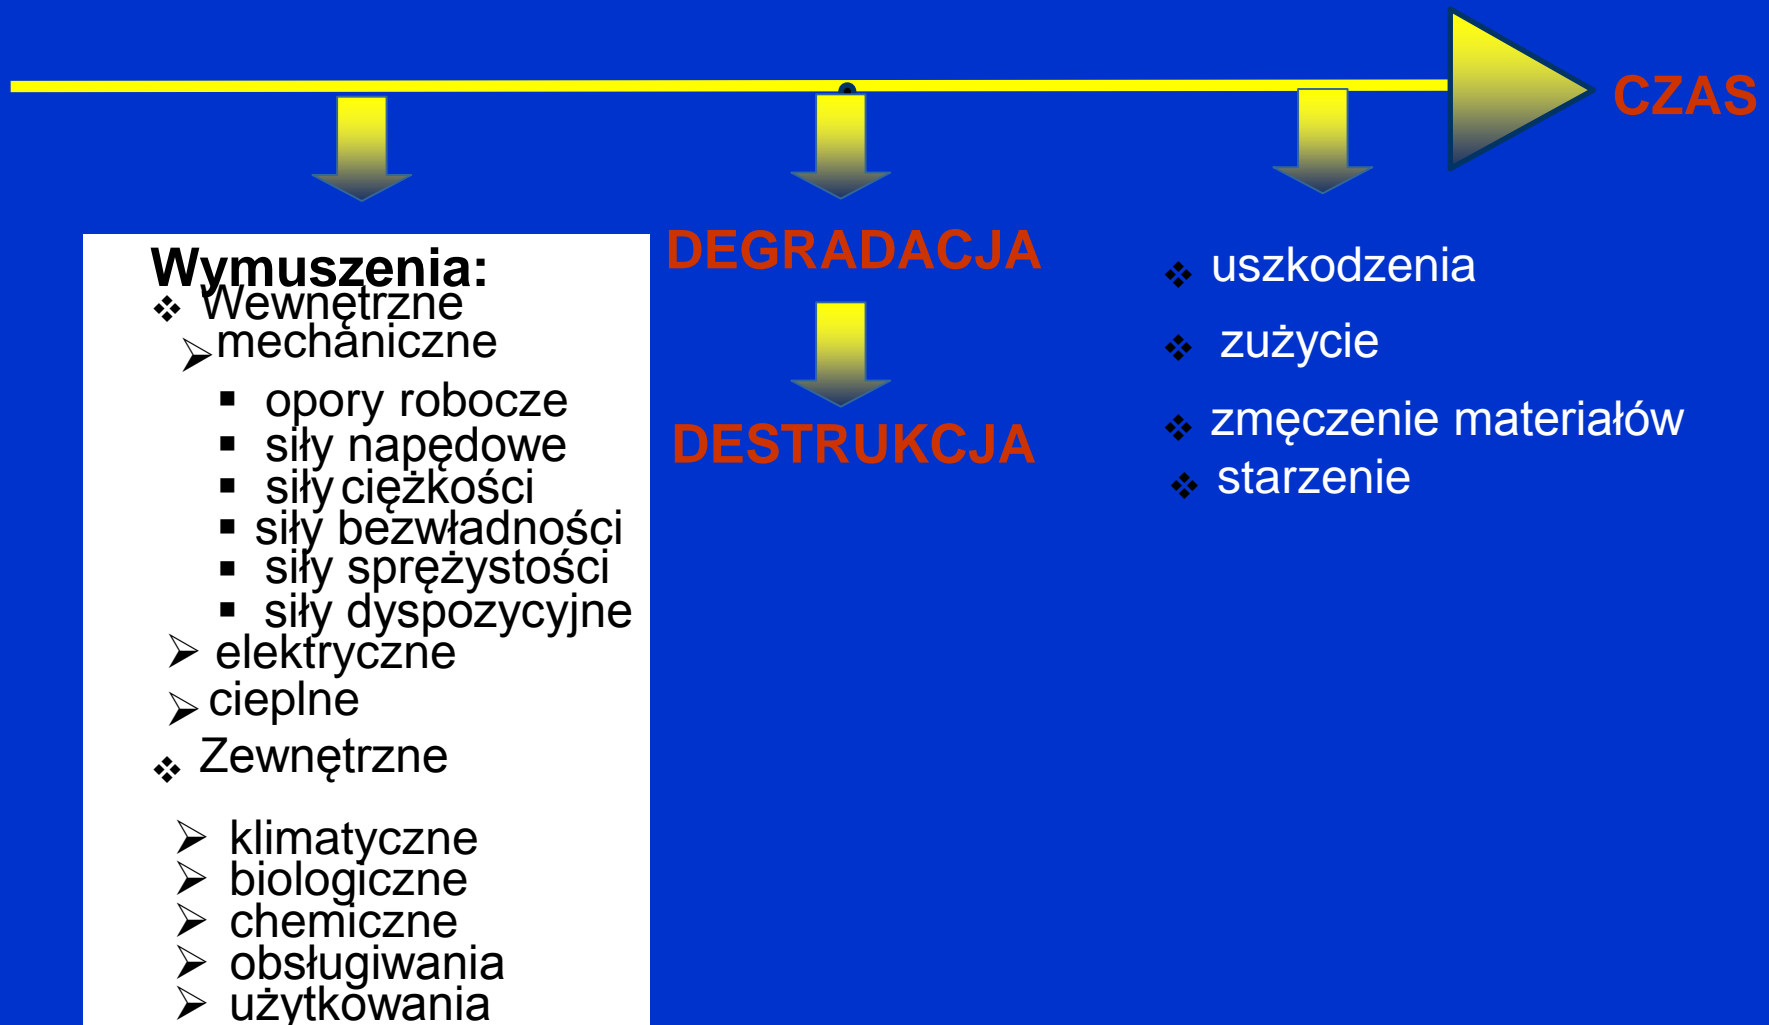 CZAS
Wymuszenia:
Wewnętrzne
mechaniczne
opory robocze
siły napędowe
siły ciężkości
siły bezwładności
siły sprężystości
siły dyspozycyjne
elektryczne
cieplne
Zewnętrzne
klimatyczne
biologiczne
chemiczne
obsługiwania
użytkowania
DEGRADACJA
DESTRUKCJA
uszkodzenia
zużycie
zmęczenie materiałów
starzenie